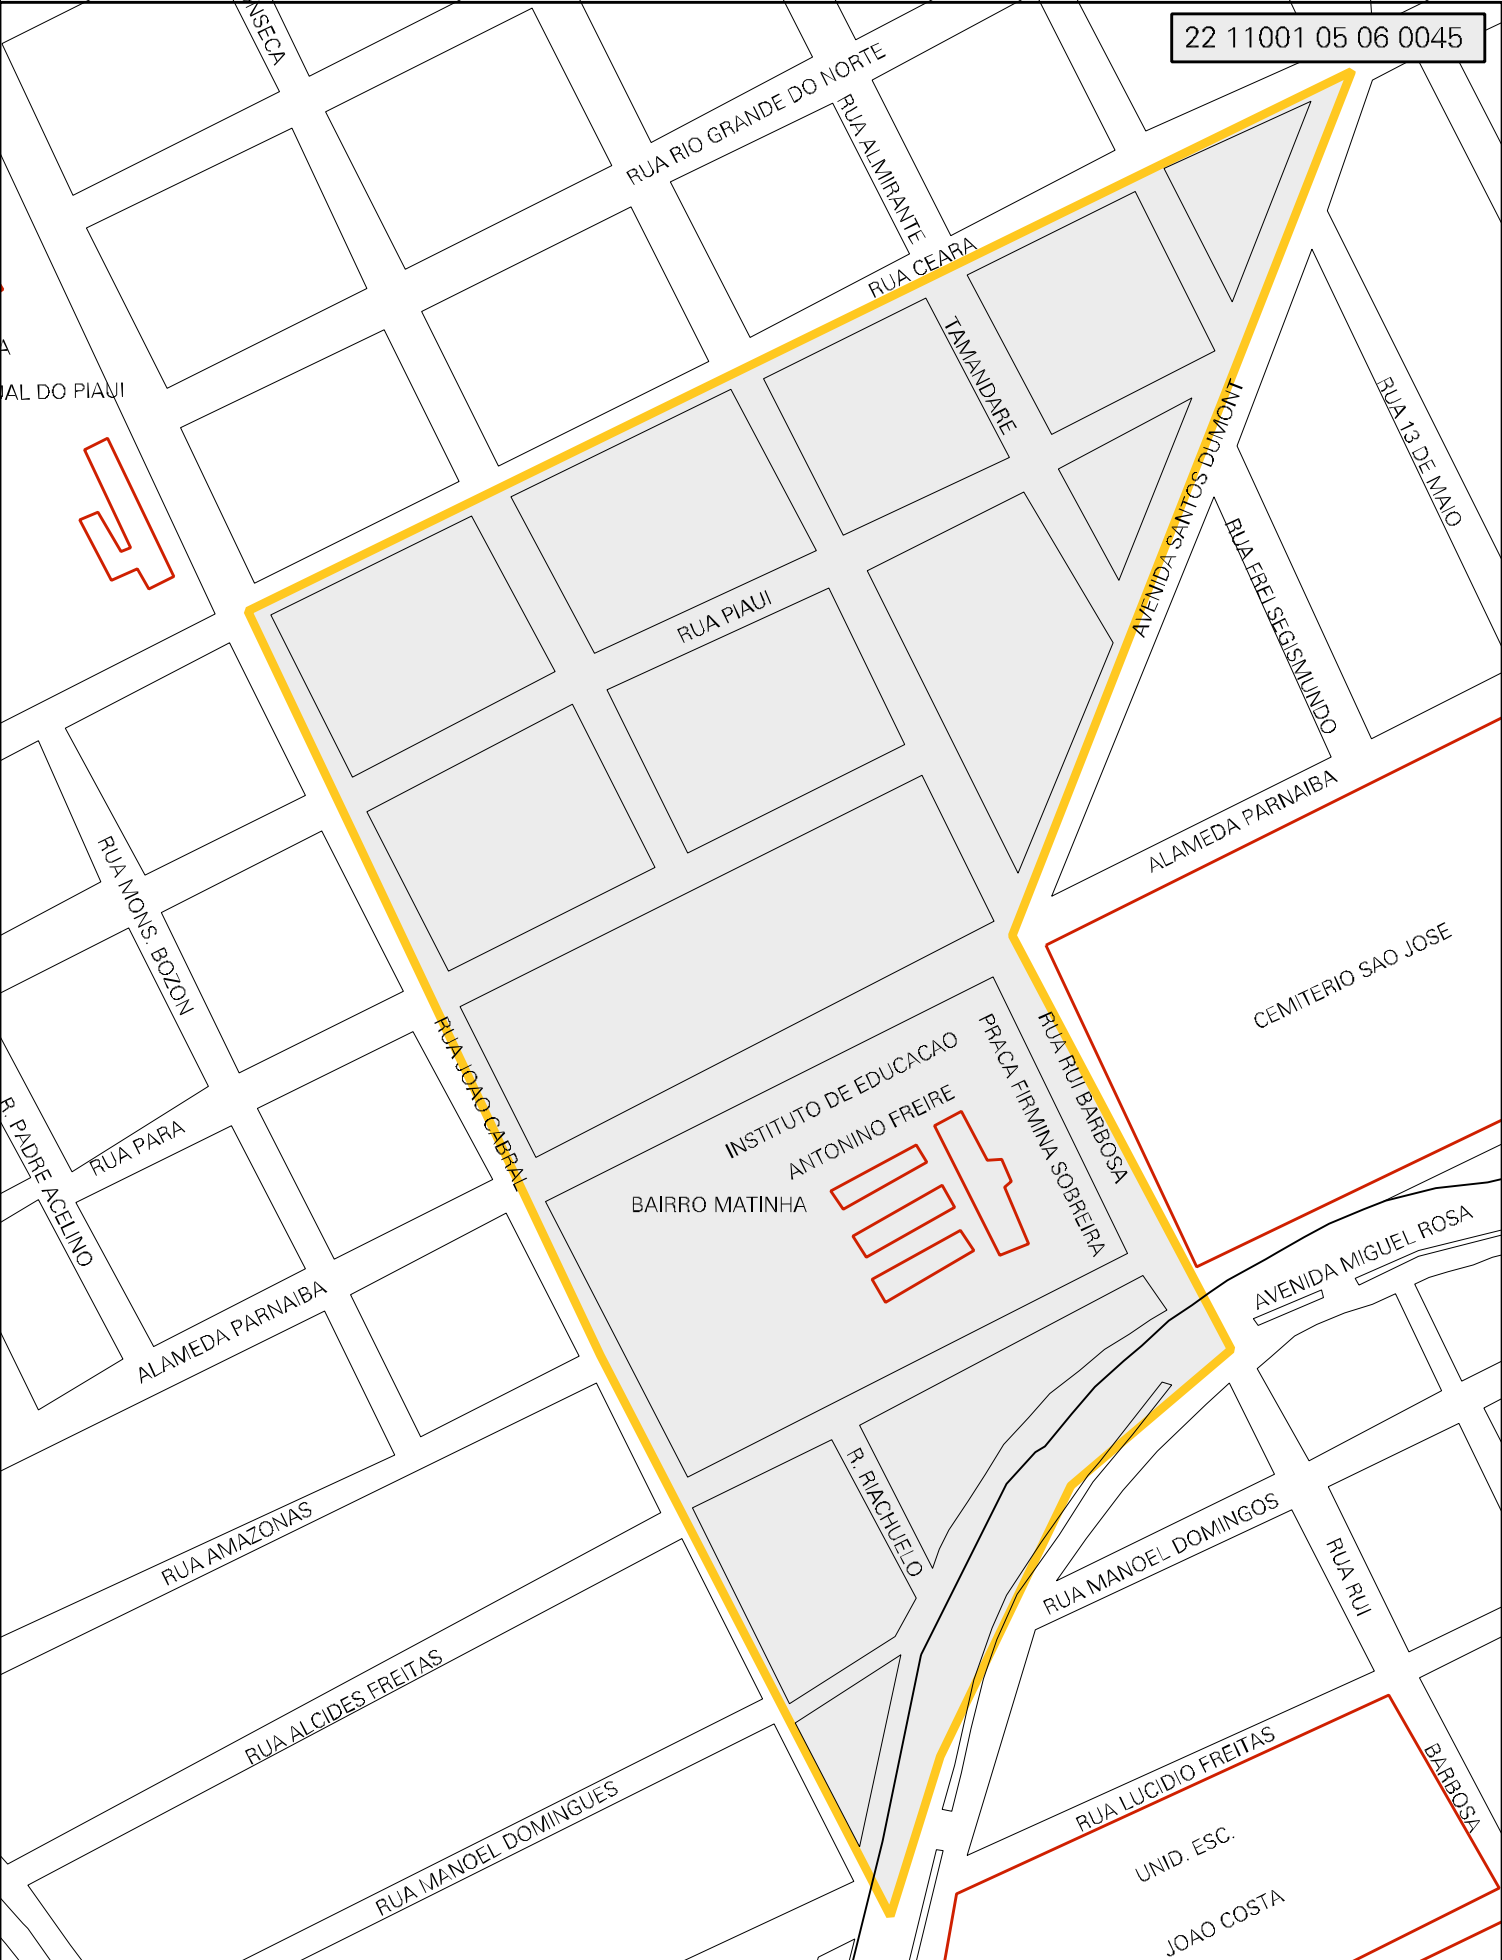 22 11001 05 06 0045
RUA RIO GRANDE DO NORTE
RUA ALMIRANTE
RUA CEARA
TAMANDARE
DO PIAUI
RUA 13 DE MAIO
AVENIDA SANTOS DUMONT
RUA FREI SEGISMUNDO
RUA PIAUI
ALAMEDA PARNAIBA
RUA MONS. BOZON
CEMITERIO SAO JOSE
RUA JOAO CABRAL
INSTITUTO DE EDUCACAO
ANTONINO FREIRE
PRACA FIRMINA SOBREIRA
RUA RUI BARBOSA
BAIRRO MATINHA
R. PADRE ACELINO
RUA PARA
AVENIDA MIGUEL ROSA
ALAMEDA PARNAIBA
R. RIACHUELO
RUA AMAZONAS
RUA MANOEL DOMINGOS
RUA RUI
RUA ALCIDES FREITAS
RUA LUCIDIO FREITAS
BARBOSA
RUA MANOEL DOMINGUES
UNID. ESC.
JOAO COSTA